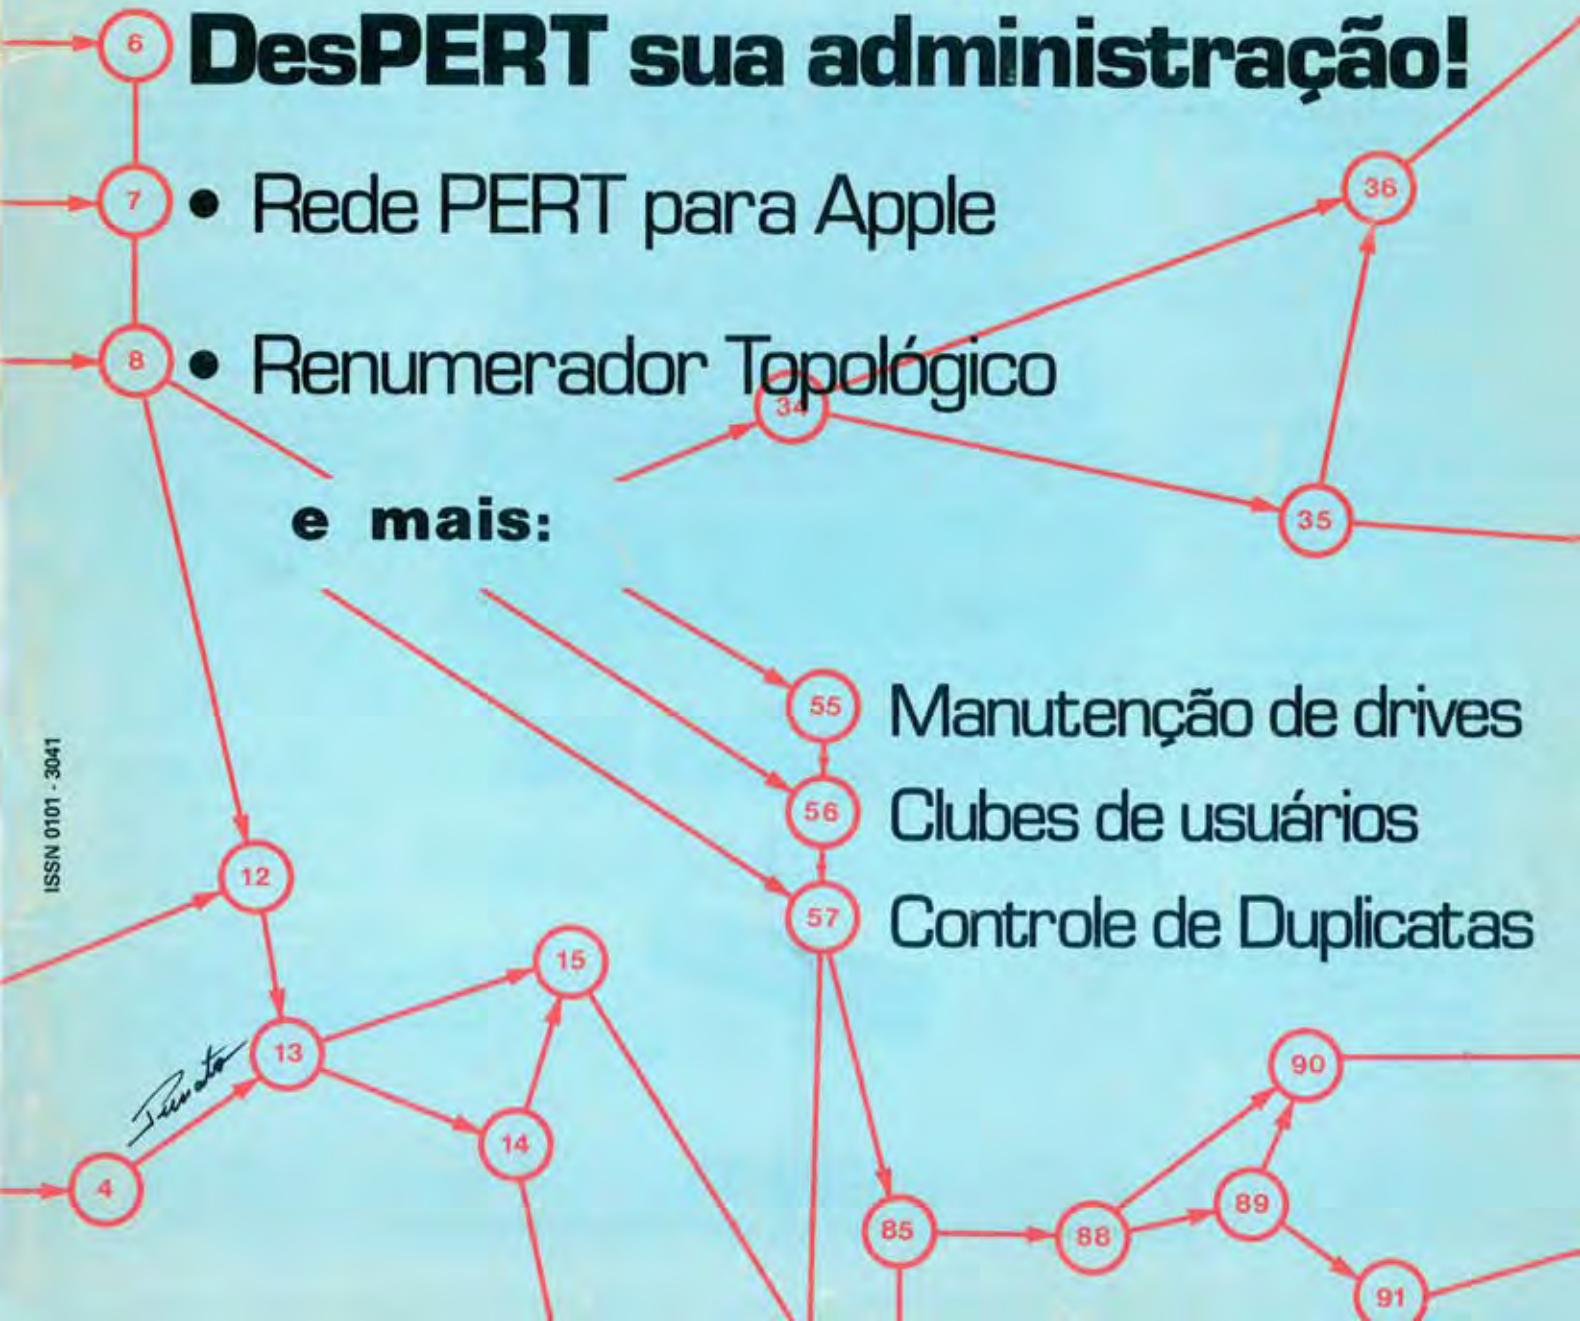 6
DesPERT sua administração!
7
• Rede PERT para Apple
36
8
• Renumerador Topológico
34
e mais:
35
55
Manutenção de drives
56
Clubes de usuários
57
Controle de Duplicatas
ISSN 0101 - 3041
12
15
13
14
4
90
89
85
88
91